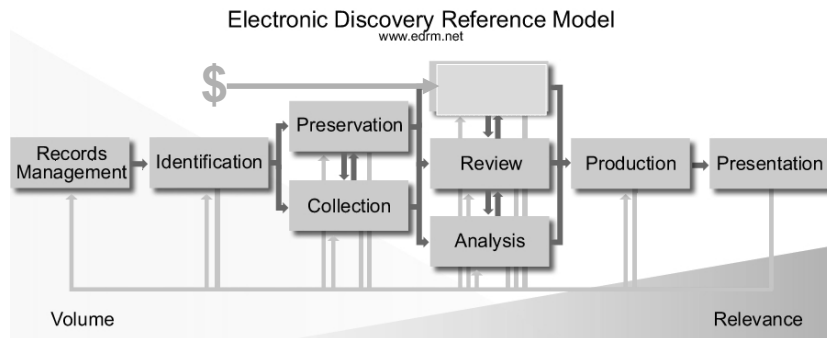 Electronic Discovery Reference Model
www.edrm.net
$
Preservation
Records
Management
Identification
Review
Production
Presentation
Collection
Analysis
Volume
Relevance